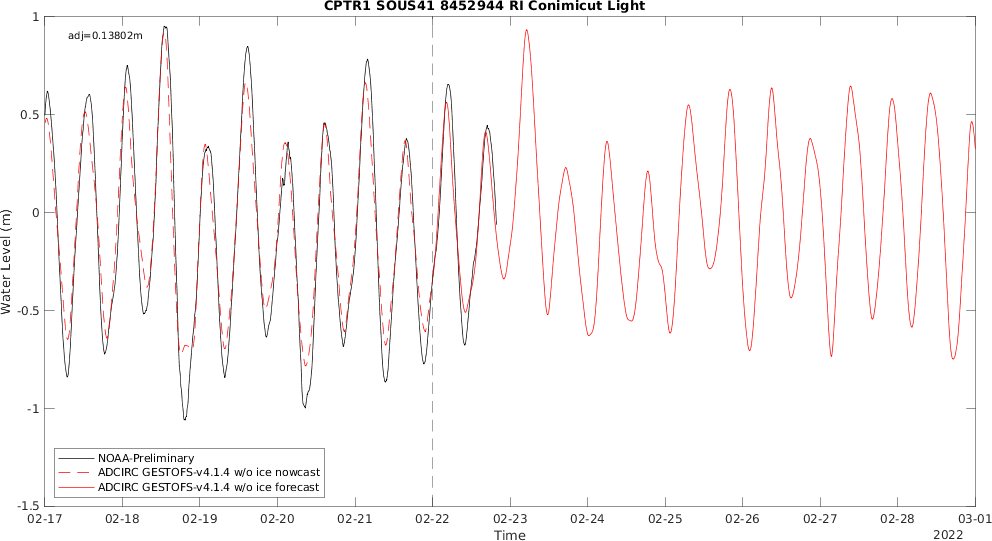 CPTR1 SOUS41 8452944 RI Conimicut Light
adj=0.13802m
1
0.5
0
-0.5
-1
-1.5
Water Level (m)
NOAA-Preliminary
ADCIRC GESTOFS-v4.1.4 w/o ice nowcast
ADCIRC GESTOFS-v4.1.4 w/o ice forecast
02-17 02-18 02-19 02-20 02-21 02-22 02-23 02-24 02-25 02-26 02-27 02-28 03-01
Time
2022